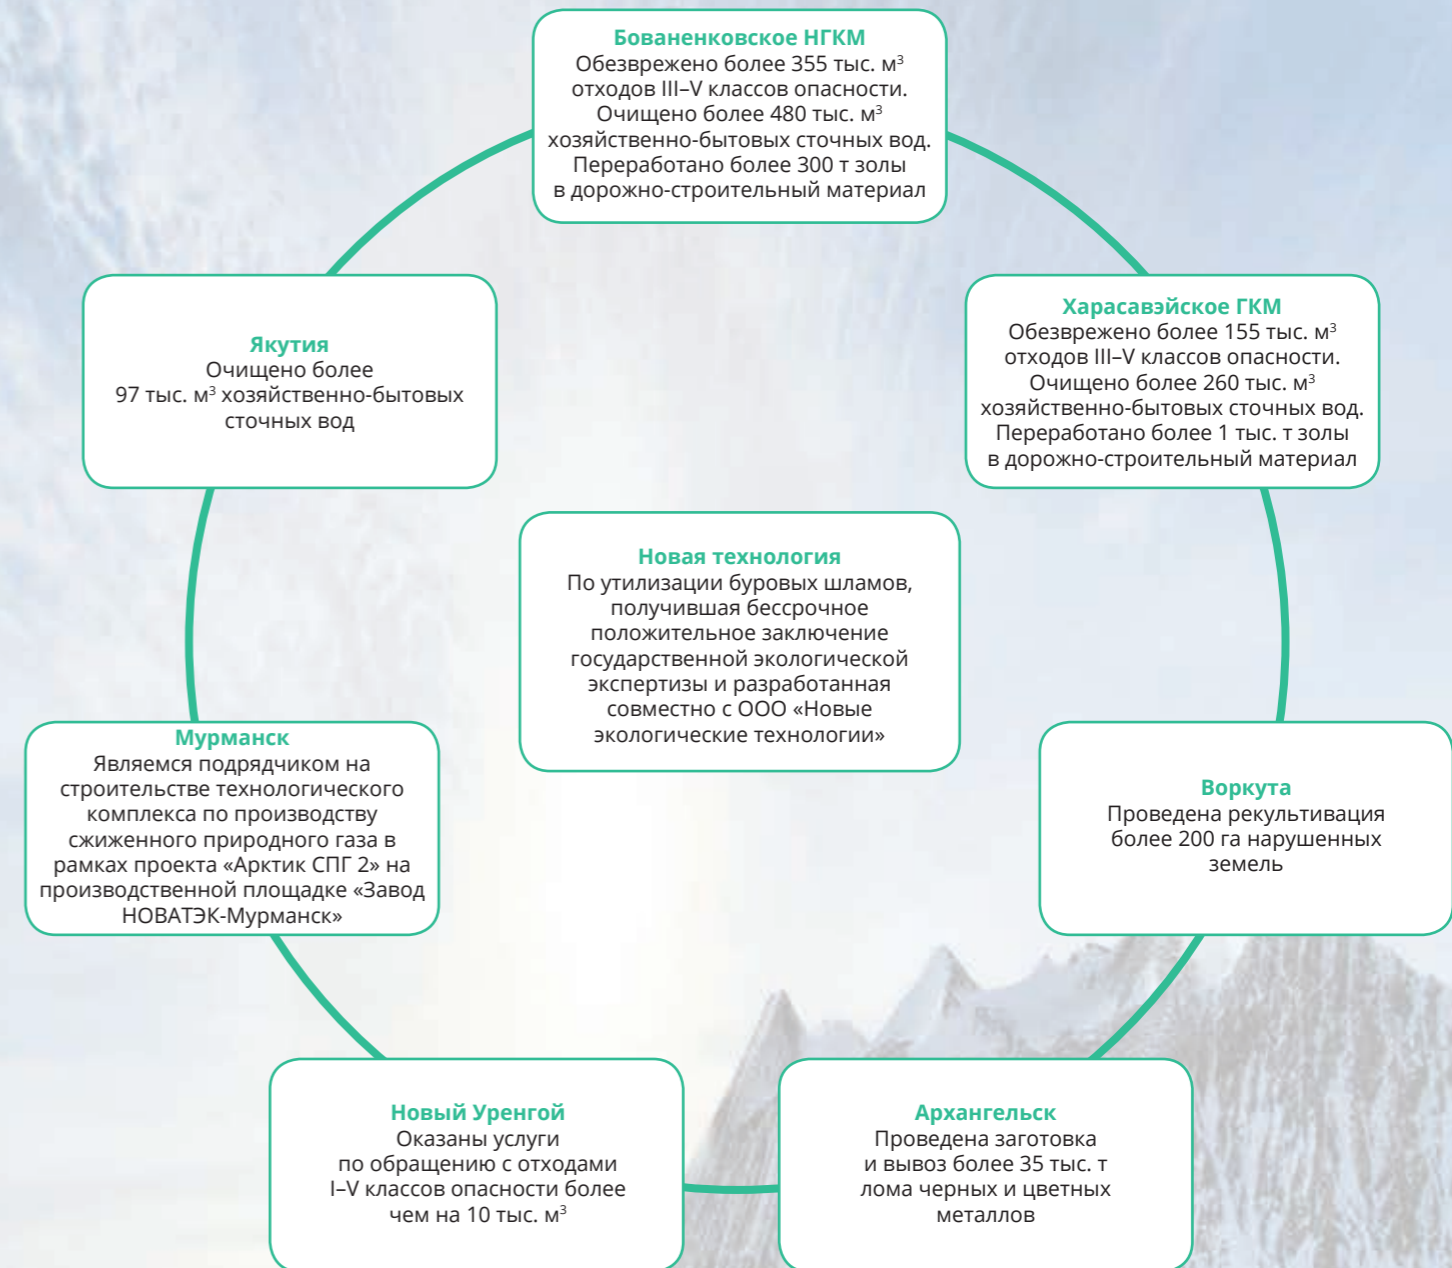 Бованенковское НГКМ
Обезврежено более 355 тыс. м³
отходов III–V классов опасности.
Очищено более 480 тыс. м³
хозяйственно-бытовых сточных вод.
Переработано более 300 т золы
в дорожно-строительный материал
Харасавэйское ГКМ
Обезврежено более 155 тыс. м³
отходов III–V классов опасности.
Очищено более 260 тыс. м³
хозяйственно-бытовых сточных вод.
Переработано более 1 тыс. т золы
в дорожно-строительный материал
Якутия
Очищено более
97 тыс. м³ хозяйственно-бытовых
сточных вод
Новая технология
По утилизации буровых шламов,
получившая бессрочное
положительное заключение
государственной экологической
экспертизы и разработанная
совместно с ООО «Новые
экологические технологии»
Мурманск
Являемся подрядчиком на
строительстве технологического
комплекса по производству
сжиженного природного газа в
рамках проекта «Арктик СПГ 2» на
производственной площадке «Завод
НОВАТЭК-Мурманск»
Воркута
Проведена рекультивация
более 200 га нарушенных
земель
Новый Уренгой
Оказаны услуги
по обращению с отходами
I–V классов опасности более
чем на 10 тыс. м³
Архангельск
Проведена заготовка
и вывоз более 35 тыс. т
лома черных и цветных
металлов